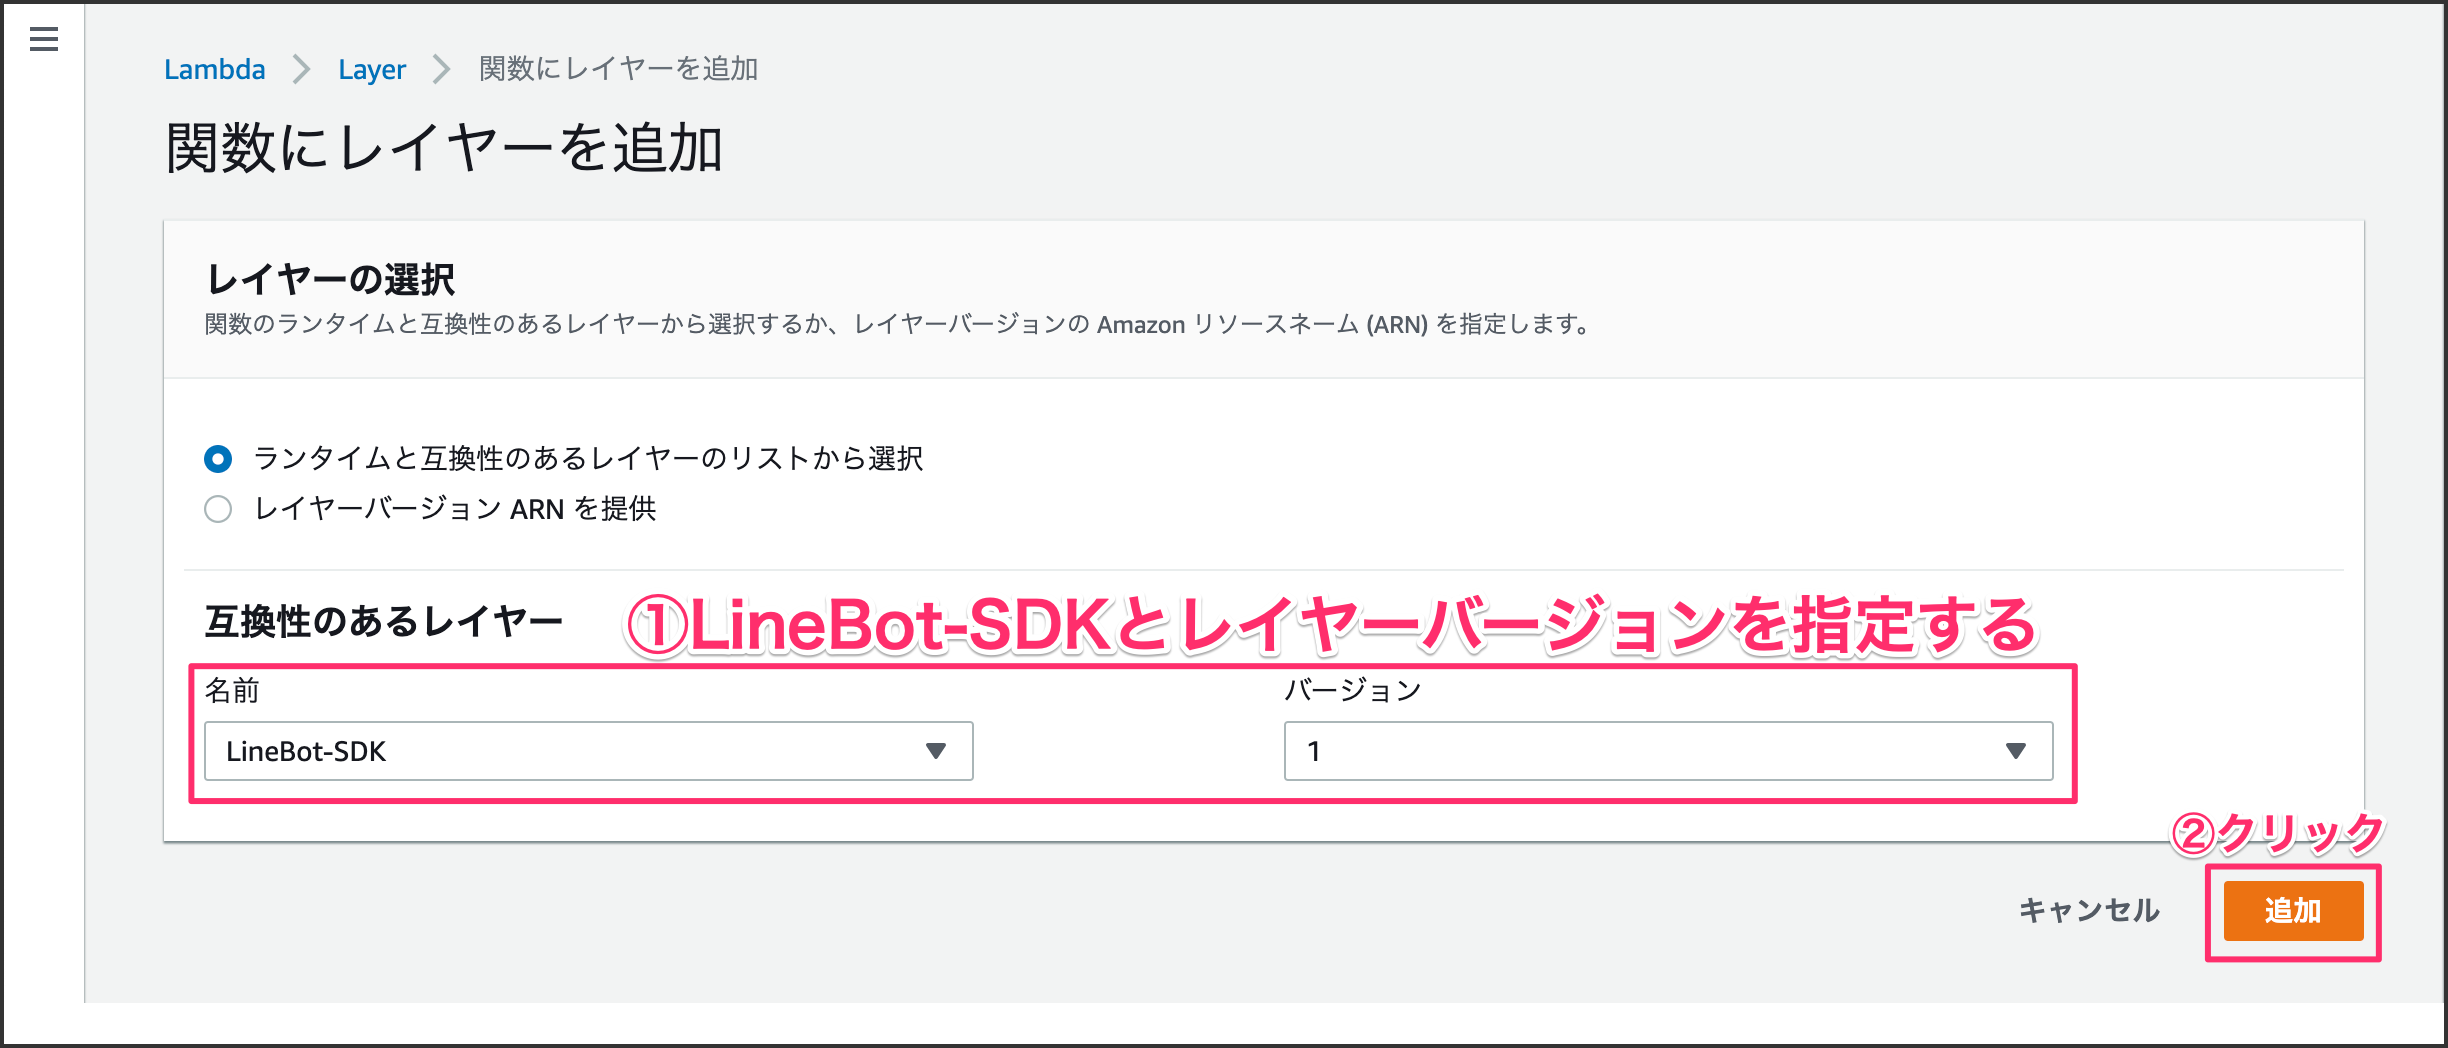 Lambda > Layer > 関数にレイヤーを追加
関数にレイヤーを追加
レイヤーの選択
関数のランタイムと互換性のあるレイヤーから選択するか、レイヤーバージョンの Amazon リソースネーム (ARN) を指定します。
ランタイムと互換性のあるレイヤーのリストから選択
レイヤーバージョン ARN を提供
互換性のあるレイヤー
①LineBot-SDKとレイヤーバージョンを指定する
名前
バージョン
LineBot-SDK
1
②クリック
キャンセル
追加